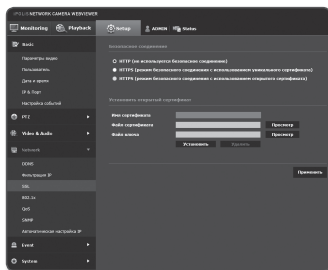 iPOLiS NETWORK CAMERA WEBVIEWER
Monitoring
Playback
Setup
ADMIN
Status
Basic
Параметры видео
Пользователь
Дата и время
IP & Порт
Настройка событий
PTZ
Video & Audio
Network
DDNS
Фильтрация IP
SSL
802.1x
QoS
SNMP
Автоматическая настройка IP
Event
System
Безопасное соединение
HTTP (не используется безопасное соединение)
HTTPS (режим безопасного соединения с использованием уникального сертификата)
HTTPS (режим безопасного соединения с использованием открытого сертификата)
Установить открытый сертификат
Имя сертификата
Файл сертификата
Просмотр
Файл ключа
Просмотр
Установить
Удалить
Применить